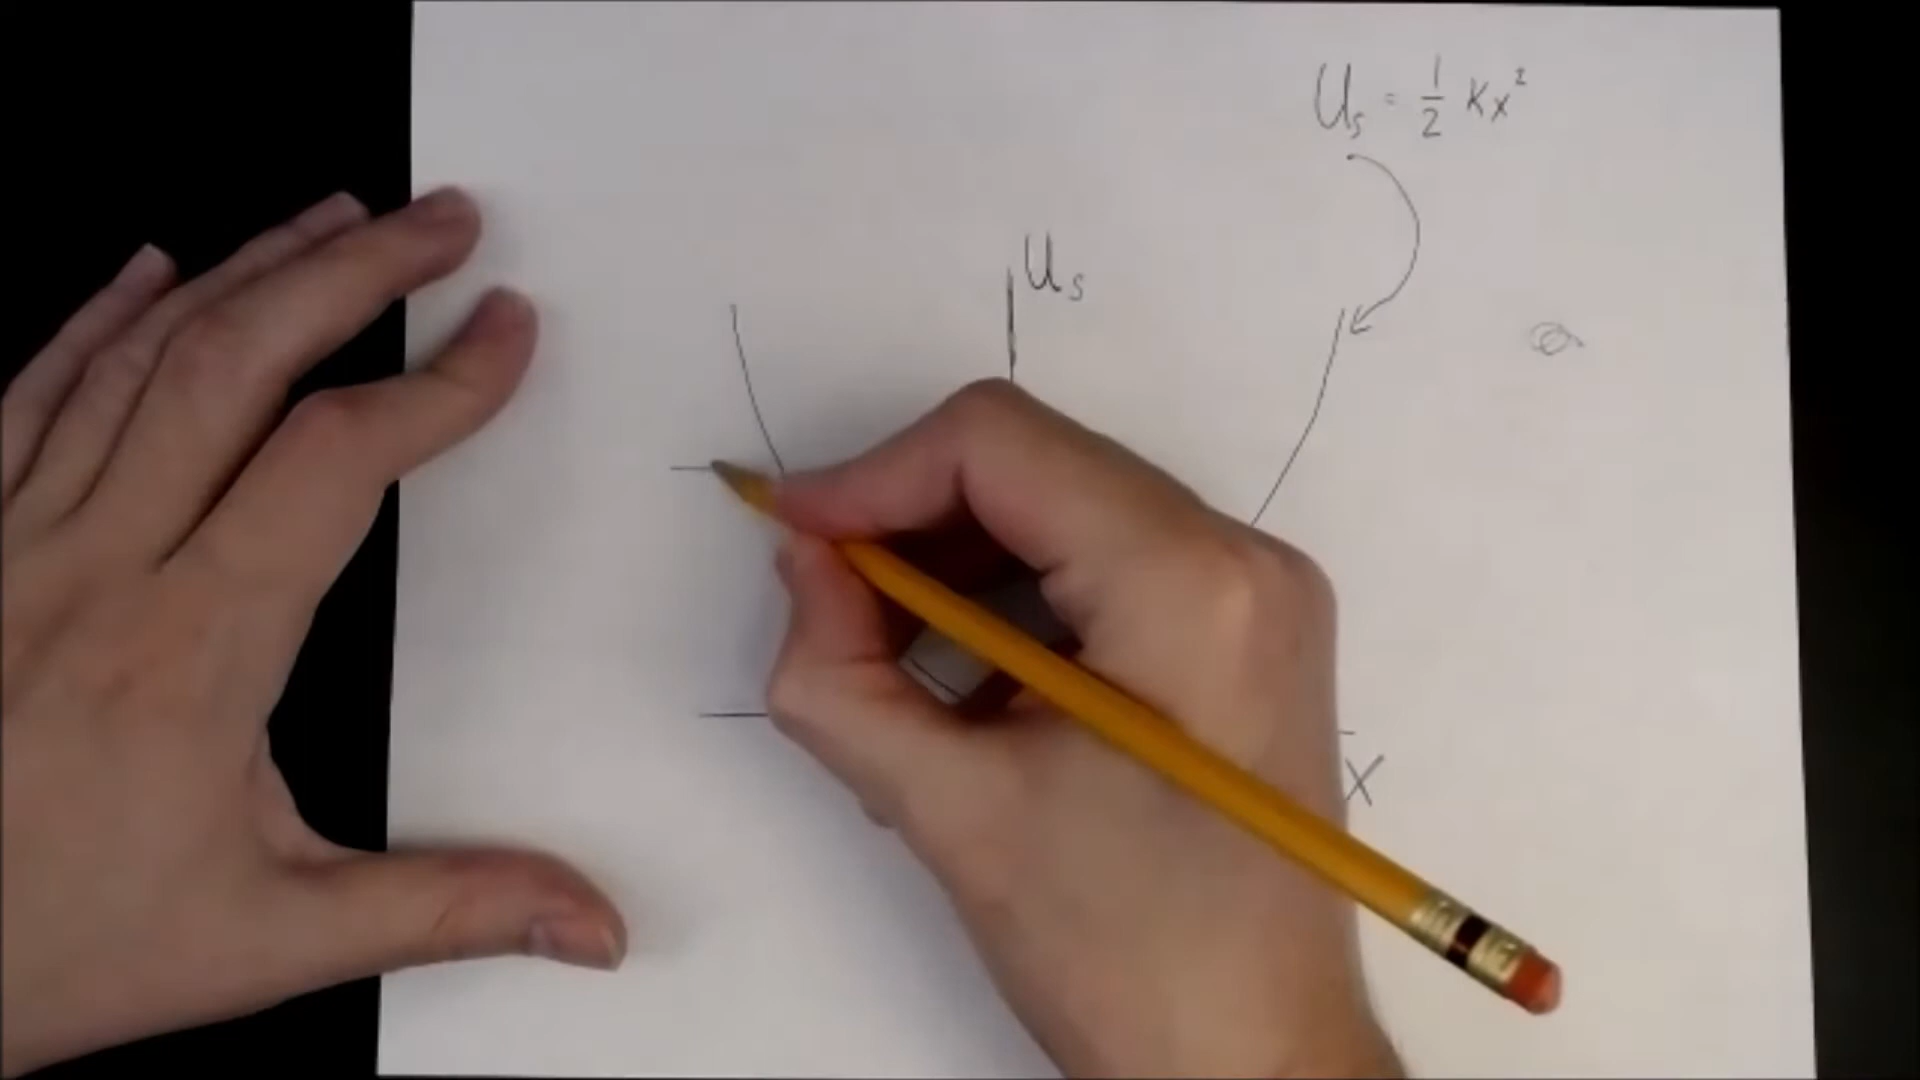 Us = 1/2 Kx²
Us
X